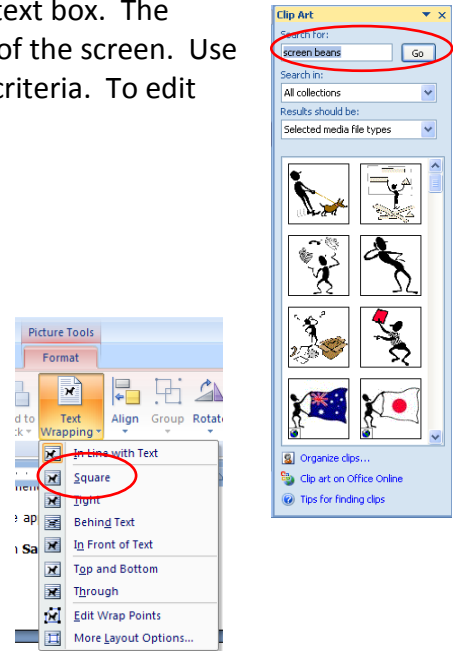 text box. The
of the screen. Use
criteria. To edit
Clip Art
Search for:
screen beans
Go
Search in:
All collections
Results should be:
Selected media file types
Organize clips...
Clip art on Office Online
Tips for finding clips
Picture Tools
Format
Text Wrapping
Align
Group
Rotat
In Line with Text
Square
Tight
Behind Text
In Front of Text
Top and Bottom
Through
Edit Wrap Points
More Layout Options...